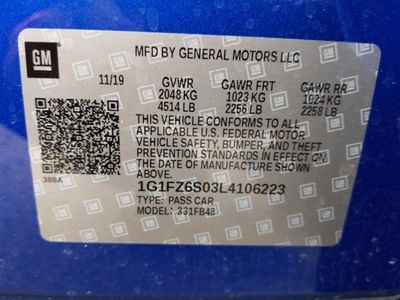 GM
MFD BY GENERAL MOTORS LLC
11/19
GVWR GAWR FRT GAWR RR
2048 KG 1023 KG 1024 KG
4514 LB 2256 LB 2258 LB
THIS VEHICLE CONFORMS TO ALL
APPLICABLE U.S. FEDERAL MOTOR
VEHICLE SAFETY, BUMPER, AND THEFT
PREVENTION STANDARDS IN EFFECT ON
THE DATE OF MANUFACTURE SHOWN
ABOVE.
388A
1G1FZ6S03L4106223
TYPE: PASS CAR
MODEL: 331FB48